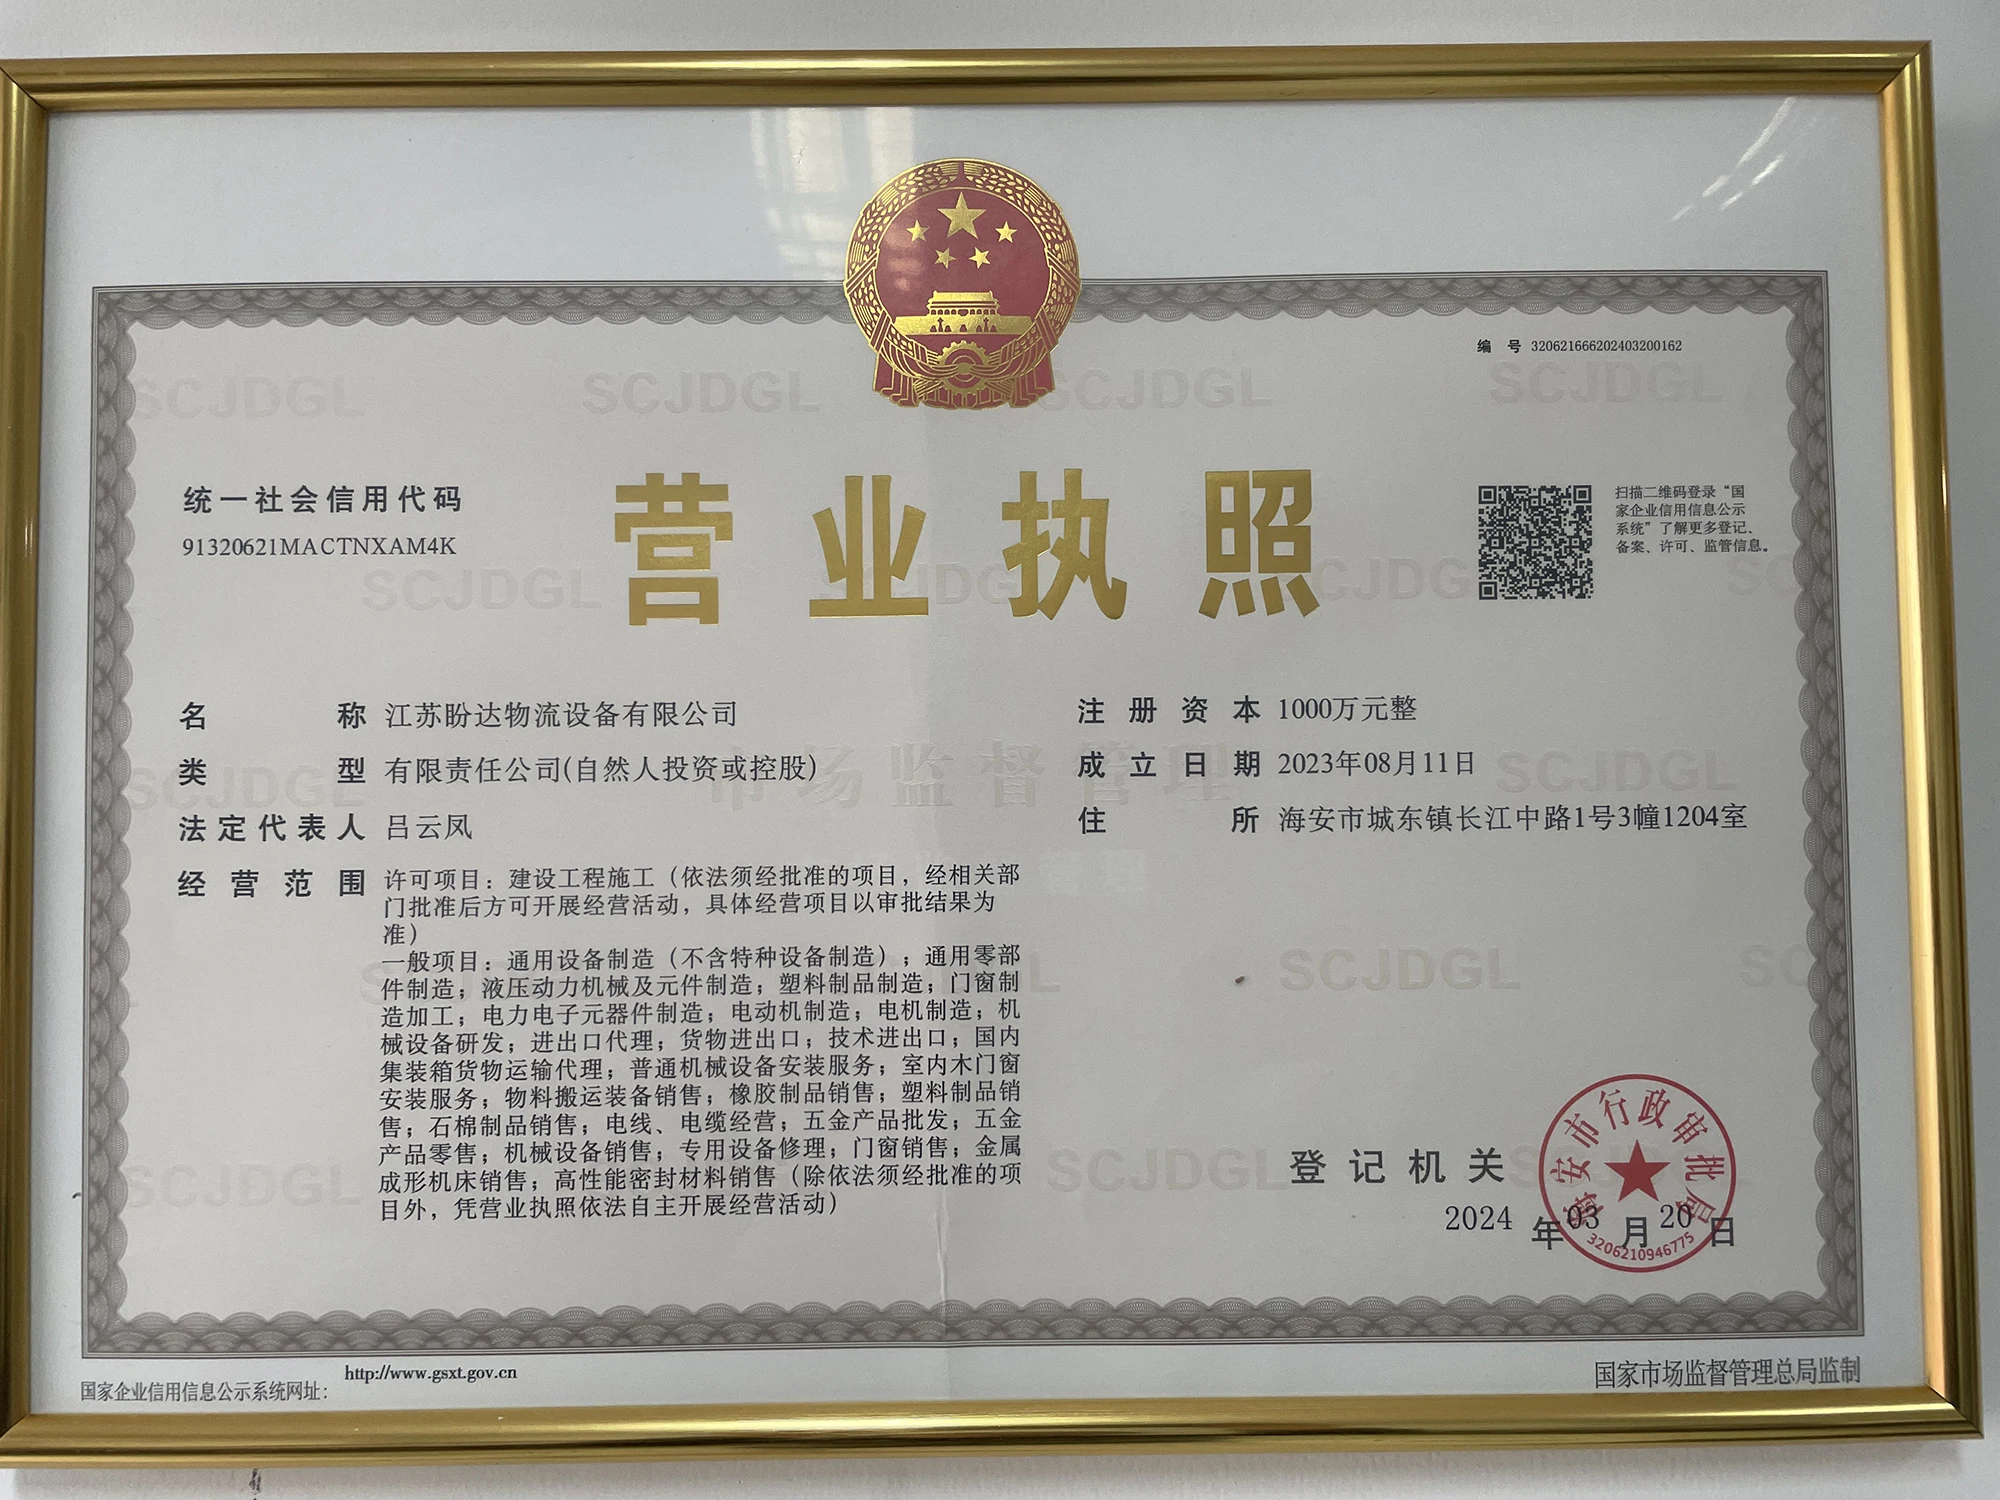 编 号 320621666202403200162
统一社会信用代码
91320621MACTNXAM4K
营业执照
扫描二维码登录“国
家企业信用信息公示
系统”了解更多登记、
备案、许可、监管信息。
名 称 江苏盼达物流设备有限公司
类 型 有限责任公司(自然人投资或控股)
法定代表人 吕云凤
经营范围 许可项目：建设工程施工（依法须经批准的项目，经相关部
门批准后方可开展经营活动，具体经营项目以审批结果为
准）
一般项目：通用设备制造（不含特种设备制造）；通用零部
件制造；液压动力机械及元件制造；塑料制品制造；门窗制
造加工；电力电子元器件制造；电动机制造；电机制造；机
械设备研发；进出口代理；货物进出口；技术进出口；国内
集装箱货物运输代理；普通机械设备安装服务；室内木门窗
安装服务；物料搬运装备销售；橡胶制品销售；塑料制品销
售；石棉制品销售；电线、电缆经营；五金产品批发；五金
产品零售；机械设备销售；专用设备修理；门窗销售；金属
成形机床销售；高性能密封材料销售（除依法须经批准的项
目外，凭营业执照依法自主开展经营活动）
注册资本 1000万元整
成立日期 2023年08月11日
住 所 海安市城东镇长江中路1号3幢1204室
登记机关
海安市行政审批局
3206210946775
2024 年 03 月 20 日
http://www.gsxt.gov.cn
国家企业信用信息公示系统网址：
国家市场监督管理总局监制
SCJDGL
市场监督管理